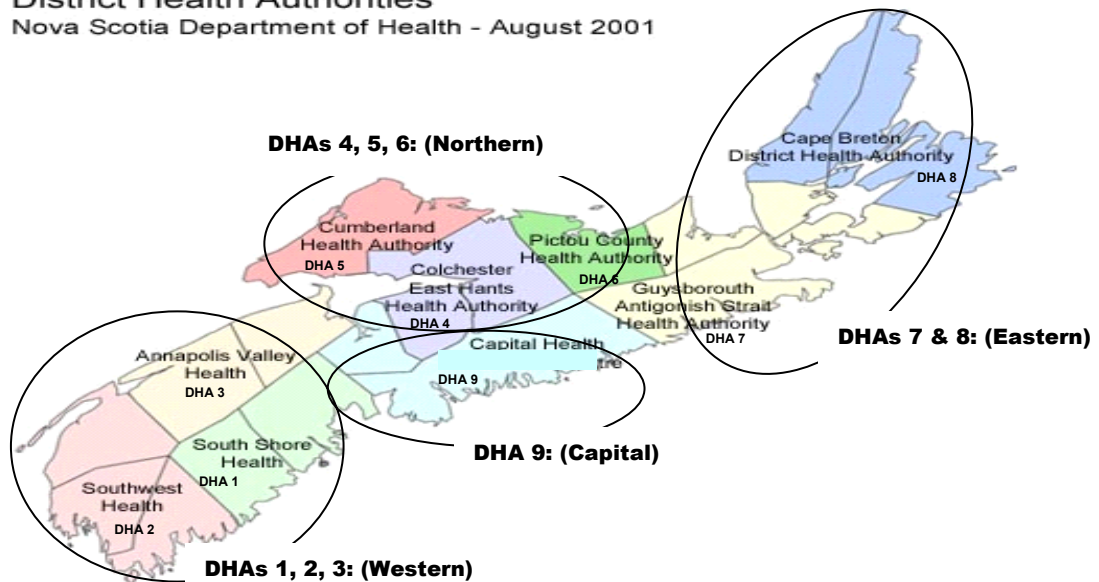 District Health Authorities
Nova Scotia Department of Health - August 2001
DHAs 4, 5, 6: (Northern)
Cape Breton
District Health Authority
DHA 8
Cumberland
Health Authority
DHA 5
Pictou County
Health Authority
DHA 6
Colchester
East Hants
Health Authority
DHA 4
Guysborouth
Antigonish Strait
Health Authority
DHA 7
DHAs 7 & 8: (Eastern)
Capital Health
DHA 9
Annapolis Valley
Health
DHA 3
DHA 9: (Capital)
South Shore
Health
DHA 1
Southwest
Health
DHA 2
DHAs 1, 2, 3: (Western)